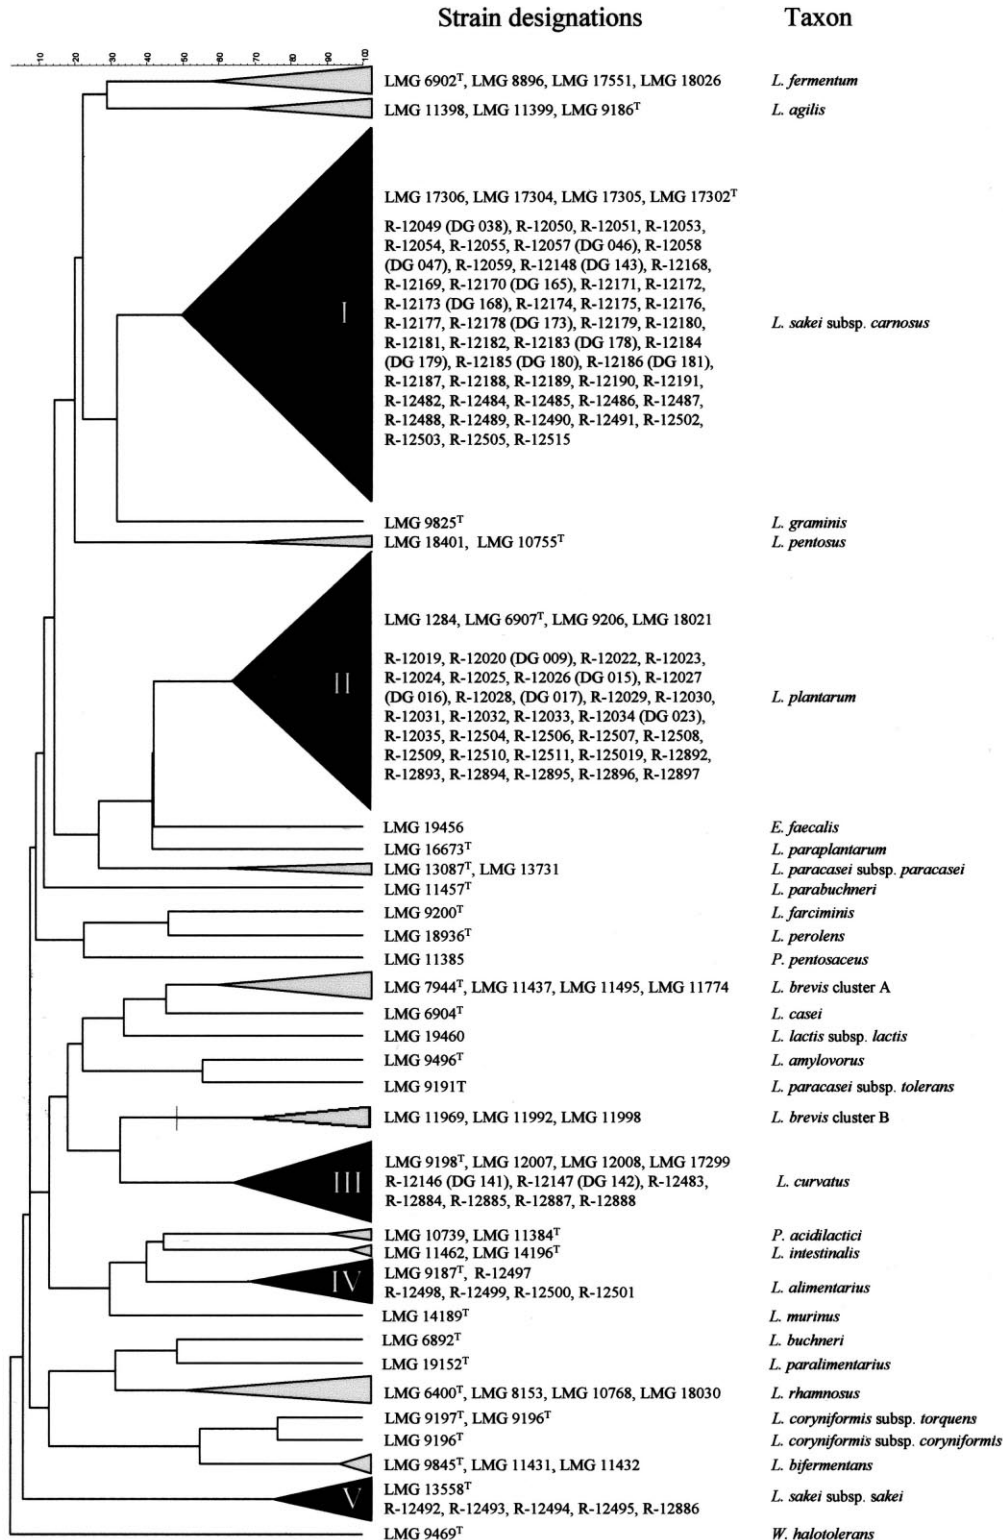 Strain designations Taxon
10 20 30 40 50 60 70 80 90 100
LMG 6902ᵀ, LMG 8896, LMG 17551, LMG 18026 L. fermentum
LMG 11398, LMG 11399, LMG 9186ᵀ L. agilis
LMG 17306, LMG 17304, LMG 17305, LMG 17302ᵀ
R-12049 (DG 038), R-12050, R-12051, R-12053,
R-12054, R-12055, R-12057 (DG 046), R-12058
(DG 047), R-12059, R-12148 (DG 143), R-12168,
R-12169, R-12170 (DG 165), R-12171, R-12172,
R-12173 (DG 168), R-12174, R-12175, R-12176,
I R-12177, R-12178 (DG 173), R-12179, R-12180, L. sakei subsp. carnosus
R-12181, R-12182, R-12183 (DG 178), R-12184
(DG 179), R-12185 (DG 180), R-12186 (DG 181),
R-12187, R-12188, R-12189, R-12190, R-12191,
R-12482, R-12484, R-12485, R-12486, R-12487,
R-12488, R-12489, R-12490, R-12491, R-12502,
R-12503, R-12505, R-12515
LMG 9825ᵀ L. graminis
LMG 18401, LMG 10755ᵀ L. pentosus
LMG 1284, LMG 6907ᵀ, LMG 9206, LMG 18021
R-12019, R-12020 (DG 009), R-12022, R-12023,
II R-12024, R-12025, R-12026 (DG 015), R-12027
(DG 016), R-12028, (DG 017), R-12029, R-12030, L. plantarum
R-12031, R-12032, R-12033, R-12034 (DG 023),
R-12035, R-12504, R-12506, R-12507, R-12508,
R-12509, R-12510, R-12511, R-125019, R-12892,
R-12893, R-12894, R-12895, R-12896, R-12897
LMG 19456 E. faecalis
LMG 16673ᵀ L. paraplantarum
LMG 13087ᵀ, LMG 13731 L. paracasei subsp. paracasei
LMG 11457ᵀ L. parabuchneri
LMG 9200ᵀ L. farciminis
LMG 18936ᵀ L. perolens
LMG 11385 P. pentosaceus
LMG 7944ᵀ, LMG 11437, LMG 11495, LMG 11774 L. brevis cluster A
LMG 6904ᵀ L. casei
LMG 19460 L. lactis subsp. lactis
LMG 9496ᵀ L. amylovorus
LMG 9191T L. paracasei subsp. tolerans
LMG 11969, LMG 11992, LMG 11998 L. brevis cluster B
LMG 9198ᵀ, LMG 12007, LMG 12008, LMG 17299
III R-12146 (DG 141), R-12147 (DG 142), R-12483, L. curvatus
R-12884, R-12885, R-12887, R-12888
LMG 10739, LMG 11384ᵀ P. acidilactici
LMG 11462, LMG 14196ᵀ L. intestinalis
IV LMG 9187ᵀ, R-12497
R-12498, R-12499, R-12500, R-12501 L. alimentarius
LMG 14189ᵀ L. murinus
LMG 6892ᵀ L. buchneri
LMG 19152ᵀ L. paralimentarius
LMG 6400ᵀ, LMG 8153, LMG 10768, LMG 18030 L. rhamnosus
LMG 9197ᵀ, LMG 9196ᵀ L. coryniformis subsp. torquens
LMG 9196ᵀ L. coryniformis subsp. coryniformis
LMG 9845ᵀ, LMG 11431, LMG 11432 L. bifermentans
V LMG 13558ᵀ L. sakei subsp. sakei
R-12492, R-12493, R-12494, R-12495, R-12886
LMG 9469ᵀ W. halotolerans